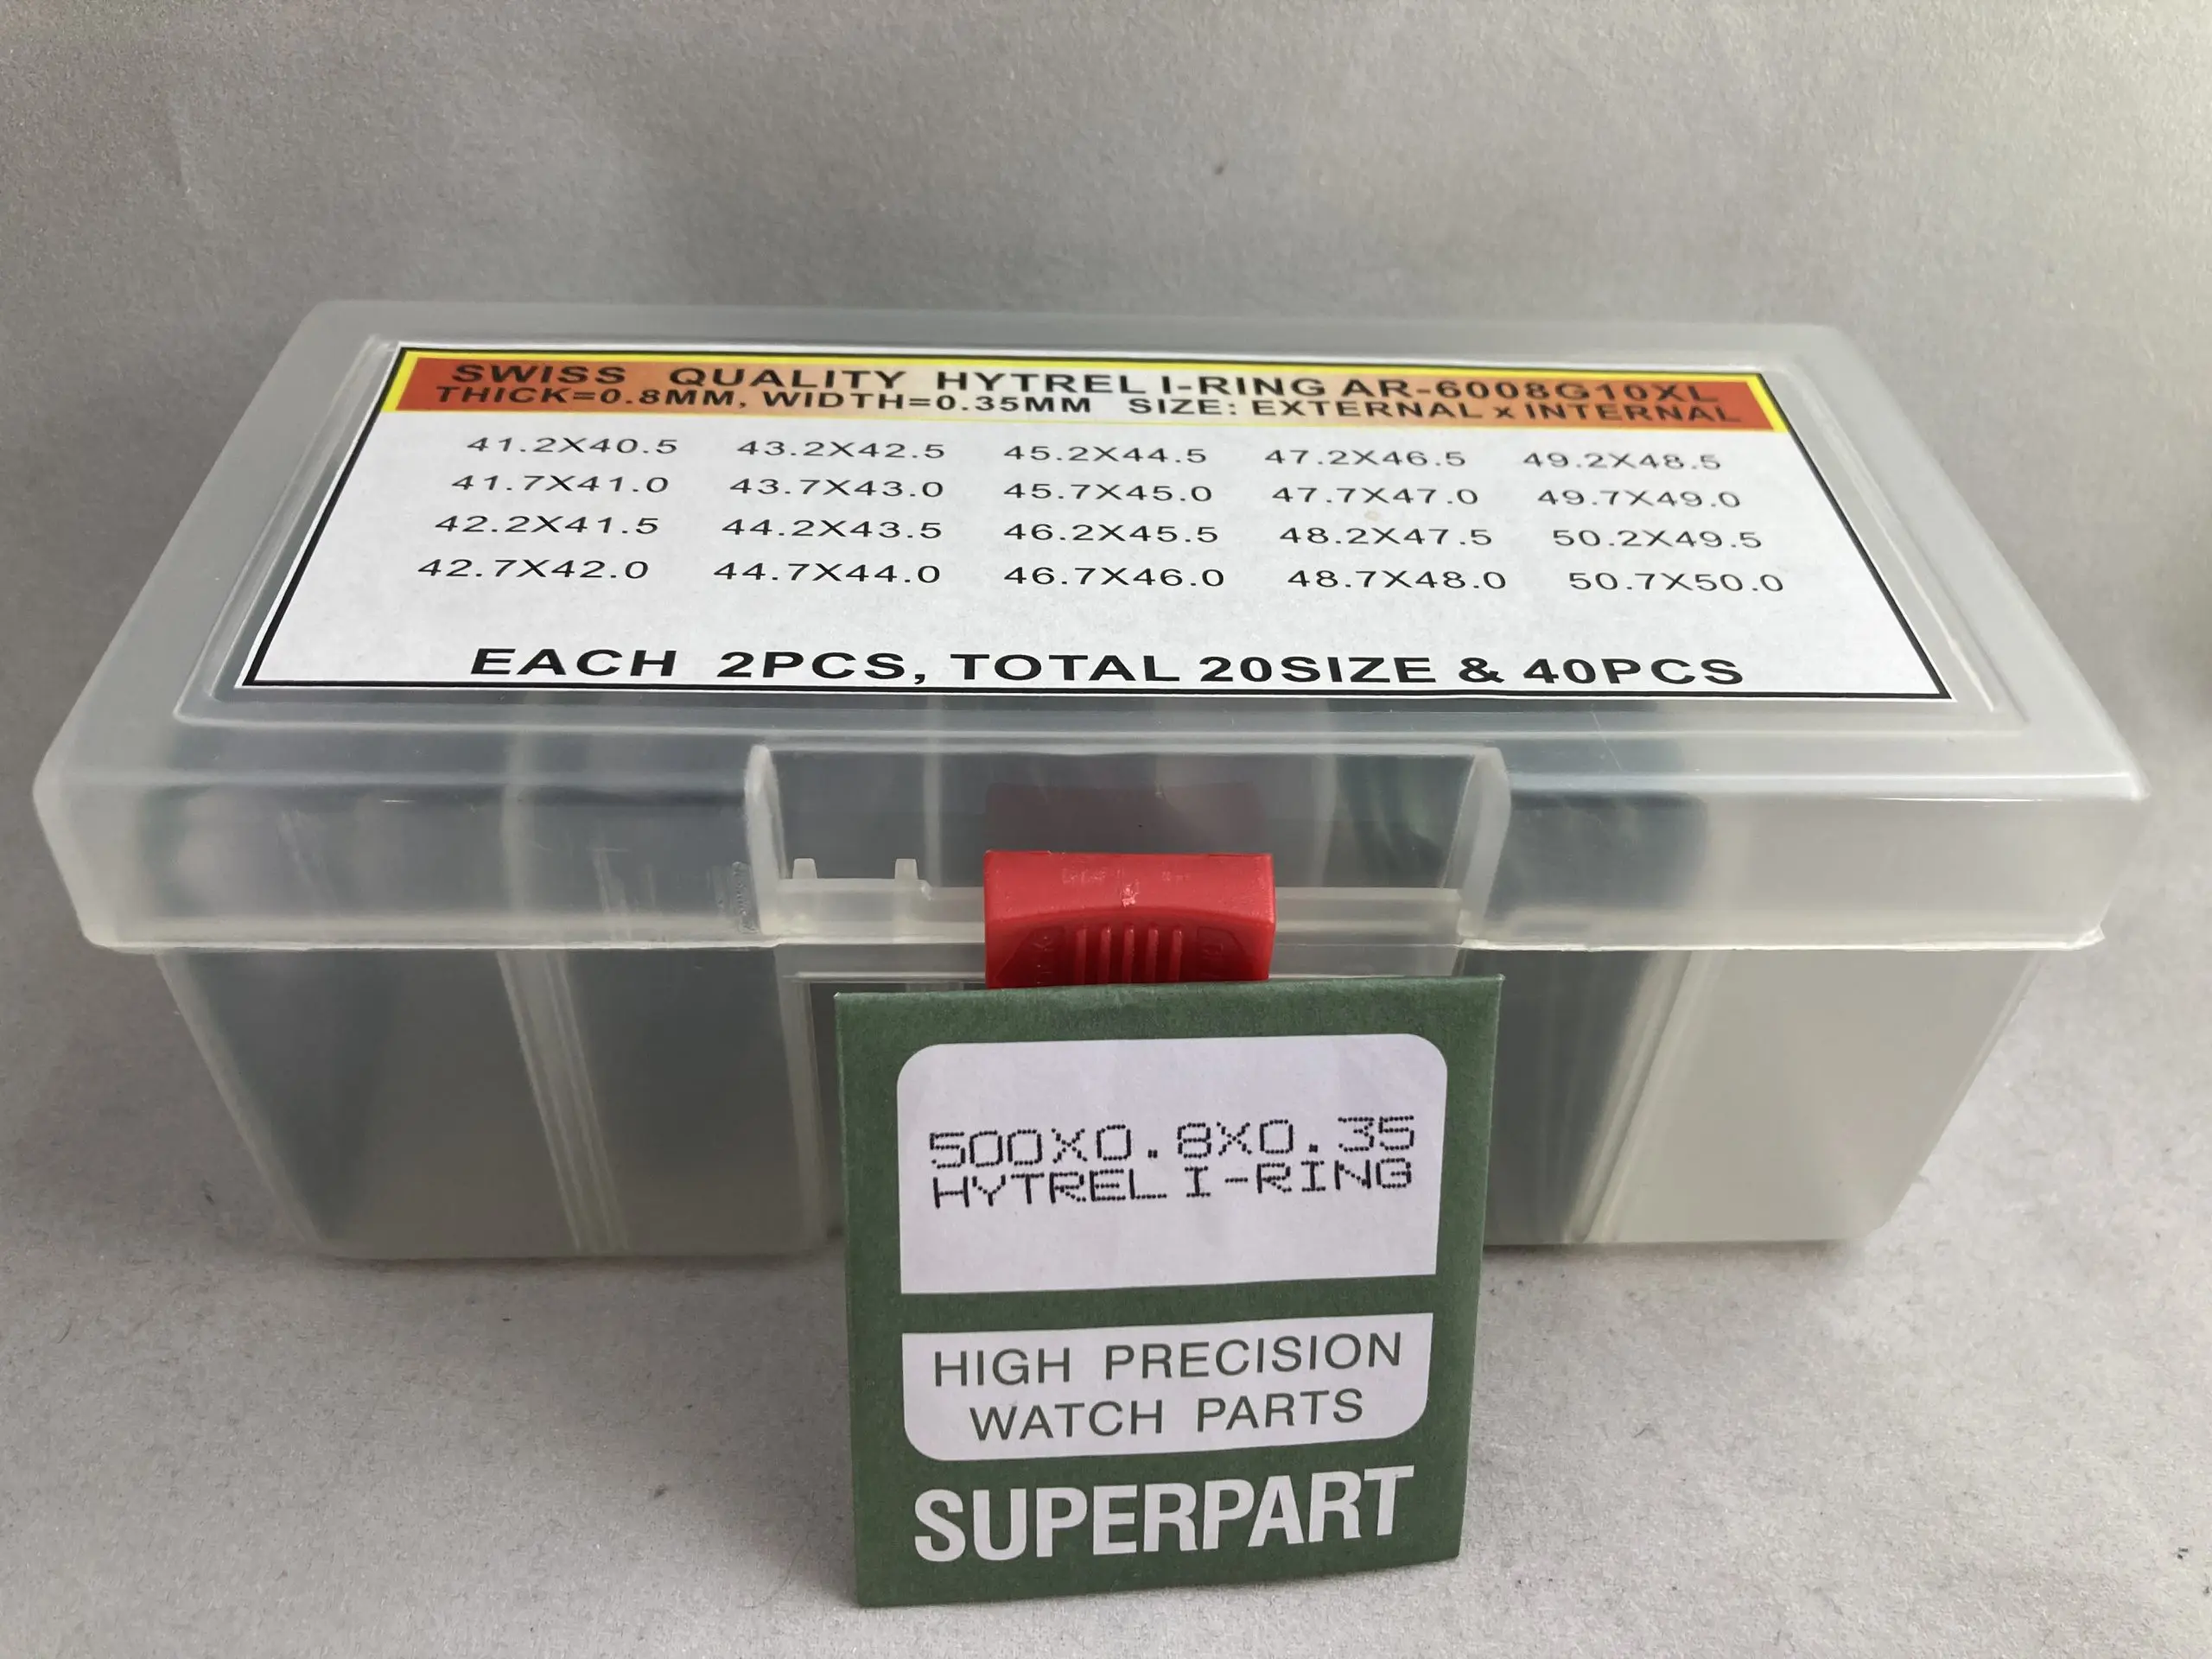 SWISS QUALITY HYTREL I-RING AR-6008G10XL
THICK=0.8MM, WIDTH=0.35MM SIZE: EXTERNAL x INTERNAL
41.2X40.5 43.2X42.5 45.2X44.5 47.2X46.5 49.2X48.5
41.7X41.0 43.7X43.0 45.7X45.0 47.7X47.0 49.7X49.0
42.2X41.5 44.2X43.5 46.2X45.5 48.2X47.5 50.2X49.5
42.7X42.0 44.7X44.0 46.7X46.0 48.7X48.0 50.7X50.0
EACH 2PCS, TOTAL 20SIZE & 40PCS
500X0.8X0.35
HYTREL I-RING
HIGH PRECISION
WATCH PARTS
SUPERPART